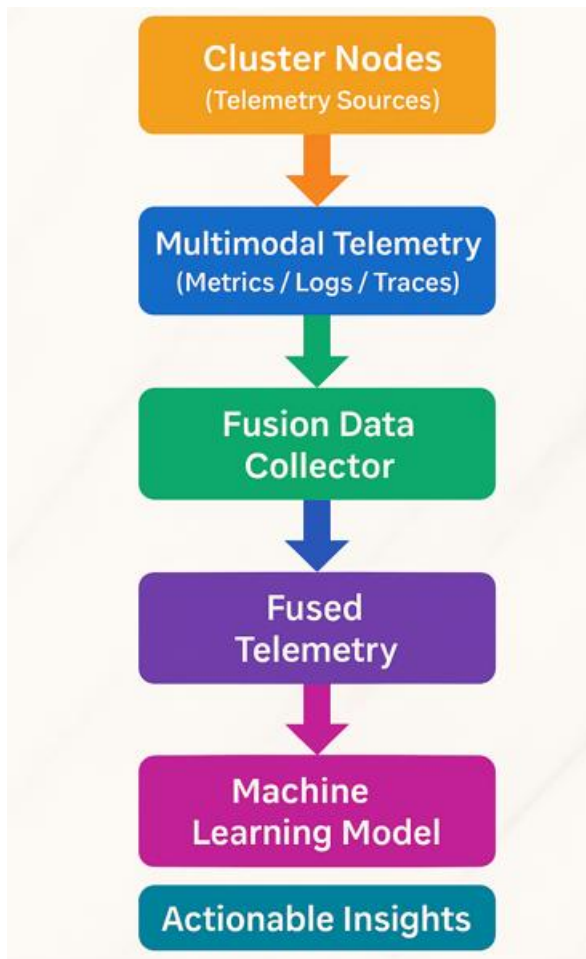 Cluster Nodes
(Telemetry Sources)
Multimodal Telemetry
(Metrics / Logs / Traces)
Fusion Data
Collector
Fused
Telemetry
Machine
Learning Model
Actionable Insights